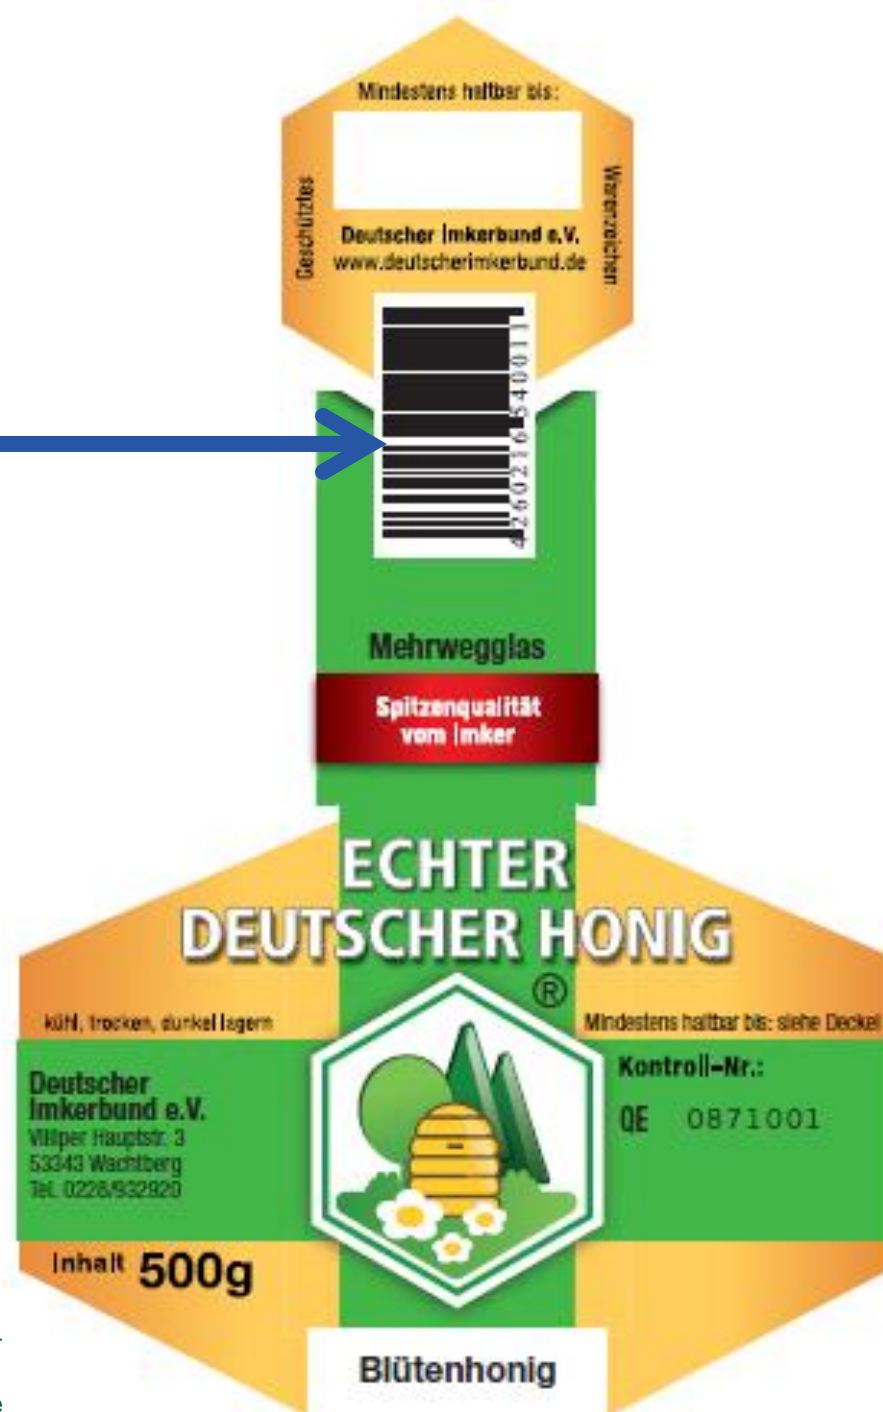 Mindestens haltbar bis:
Geschütztes
Warenzeichen
Deutscher Imkerbund e.V.
www.deutscherimkerbund.de
4260216540011
Mehrwegglas
Spitzenqualität
vom Imker
ECHTER
DEUTSCHER HONIG
®
kühl, trocken, dunkel lagern
Mindestens haltbar bis: siehe Deckel
Deutscher
Imkerbund e.V.
Villiper Hauptstr. 3
53343 Wachtberg
Tel. 0228/932920
Kontroll-Nr.:
QE 0871001
Inhalt 500g
Blütenhonig